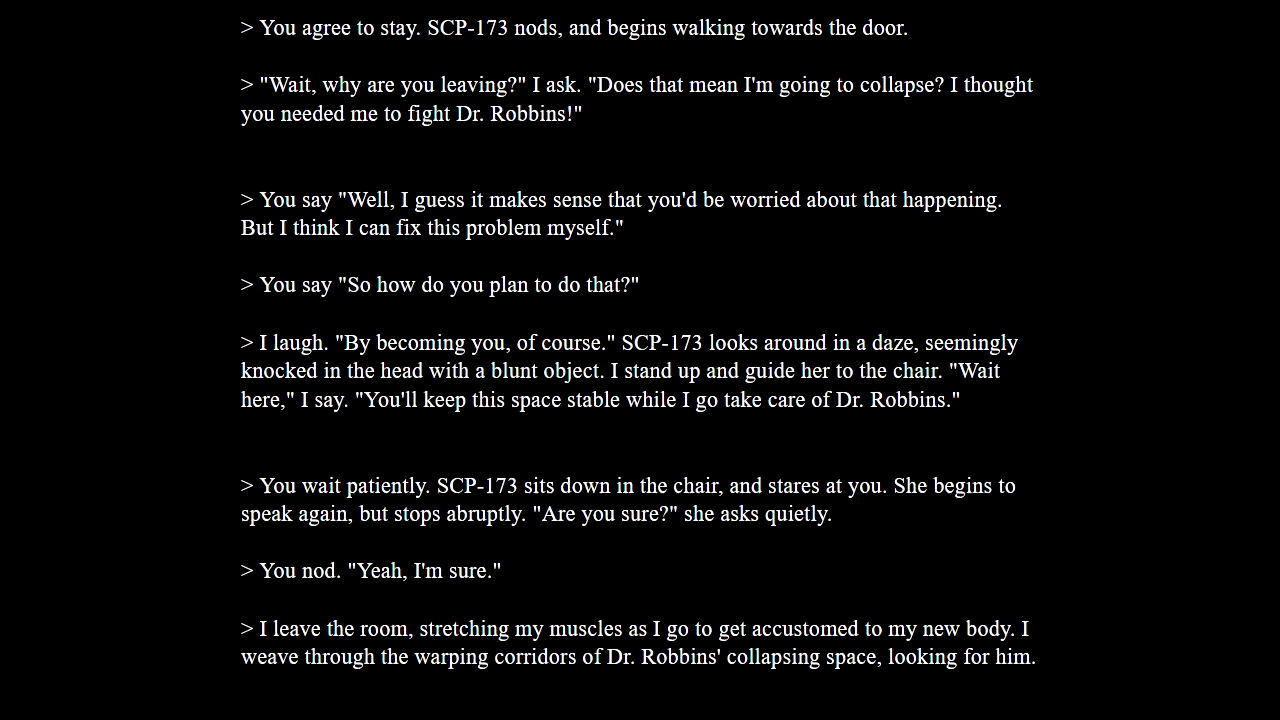 > You agree to stay. SCP-173 nods, and begins walking towards the door.
> "Wait, why are you leaving?" I ask. "Does that mean I'm going to collapse? I thought
you needed me to fight Dr. Robbins!"
> You say "Well, I guess it makes sense that you'd be worried about that happening.
But I think I can fix this problem myself."
> You say "So how do you plan to do that?"
> I laugh. "By becoming you, of course." SCP-173 looks around in a daze, seemingly
knocked in the head with a blunt object. I stand up and guide her to the chair. "Wait
here," I say. "You'll keep this space stable while I go take care of Dr. Robbins."
> You wait patiently. SCP-173 sits down in the chair, and stares at you. She begins to
speak again, but stops abruptly. "Are you sure?" she asks quietly.
> You nod. "Yeah, I'm sure."
> I leave the room, stretching my muscles as I go to get accustomed to my new body. I
weave through the warping corridors of Dr. Robbins' collapsing space, looking for him.